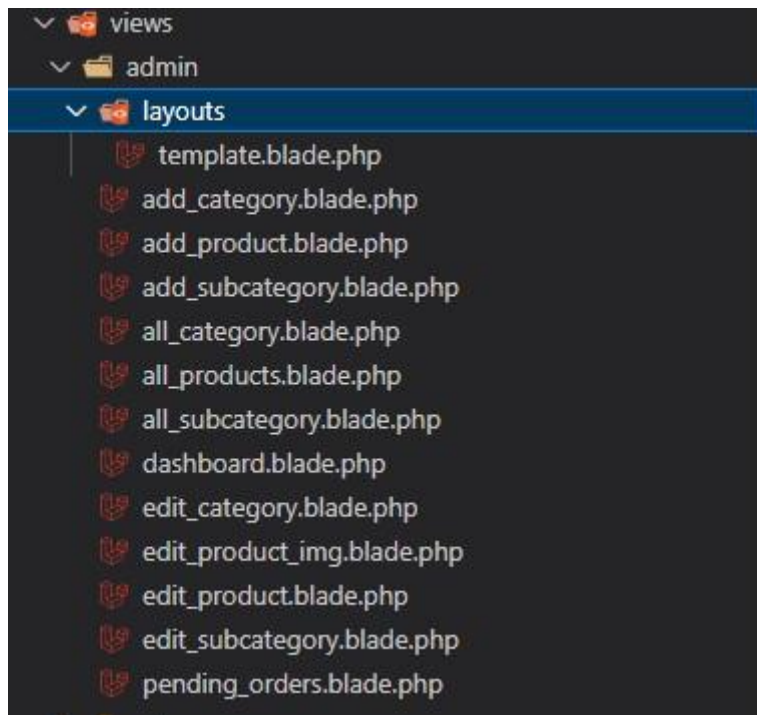 views
admin
layouts
template.blade.php
add_category.blade.php
add_product.blade.php
add_subcategory.blade.php
all_category.blade.php
all_products.blade.php
all_subcategory.blade.php
dashboard.blade.php
edit_category.blade.php
edit_product_img.blade.php
edit_product.blade.php
edit_subcategory.blade.php
pending_orders.blade.php